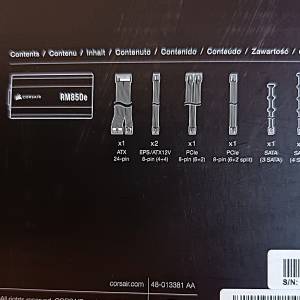 Contents / Contenu / Inhalt / Contenuto / Contenido / Conteúdo / Zawartość /
CORSAIR
RM850e
x1 x2 x1 x1 x1
ATX EPS/ATX12V PCIe PCIe SATA
24-pin 8-pin (4+4) 8-pin (6+2) 8-pin (6+2 split) (3 SATA)
corsair.com 48-013381 AA
S/N: